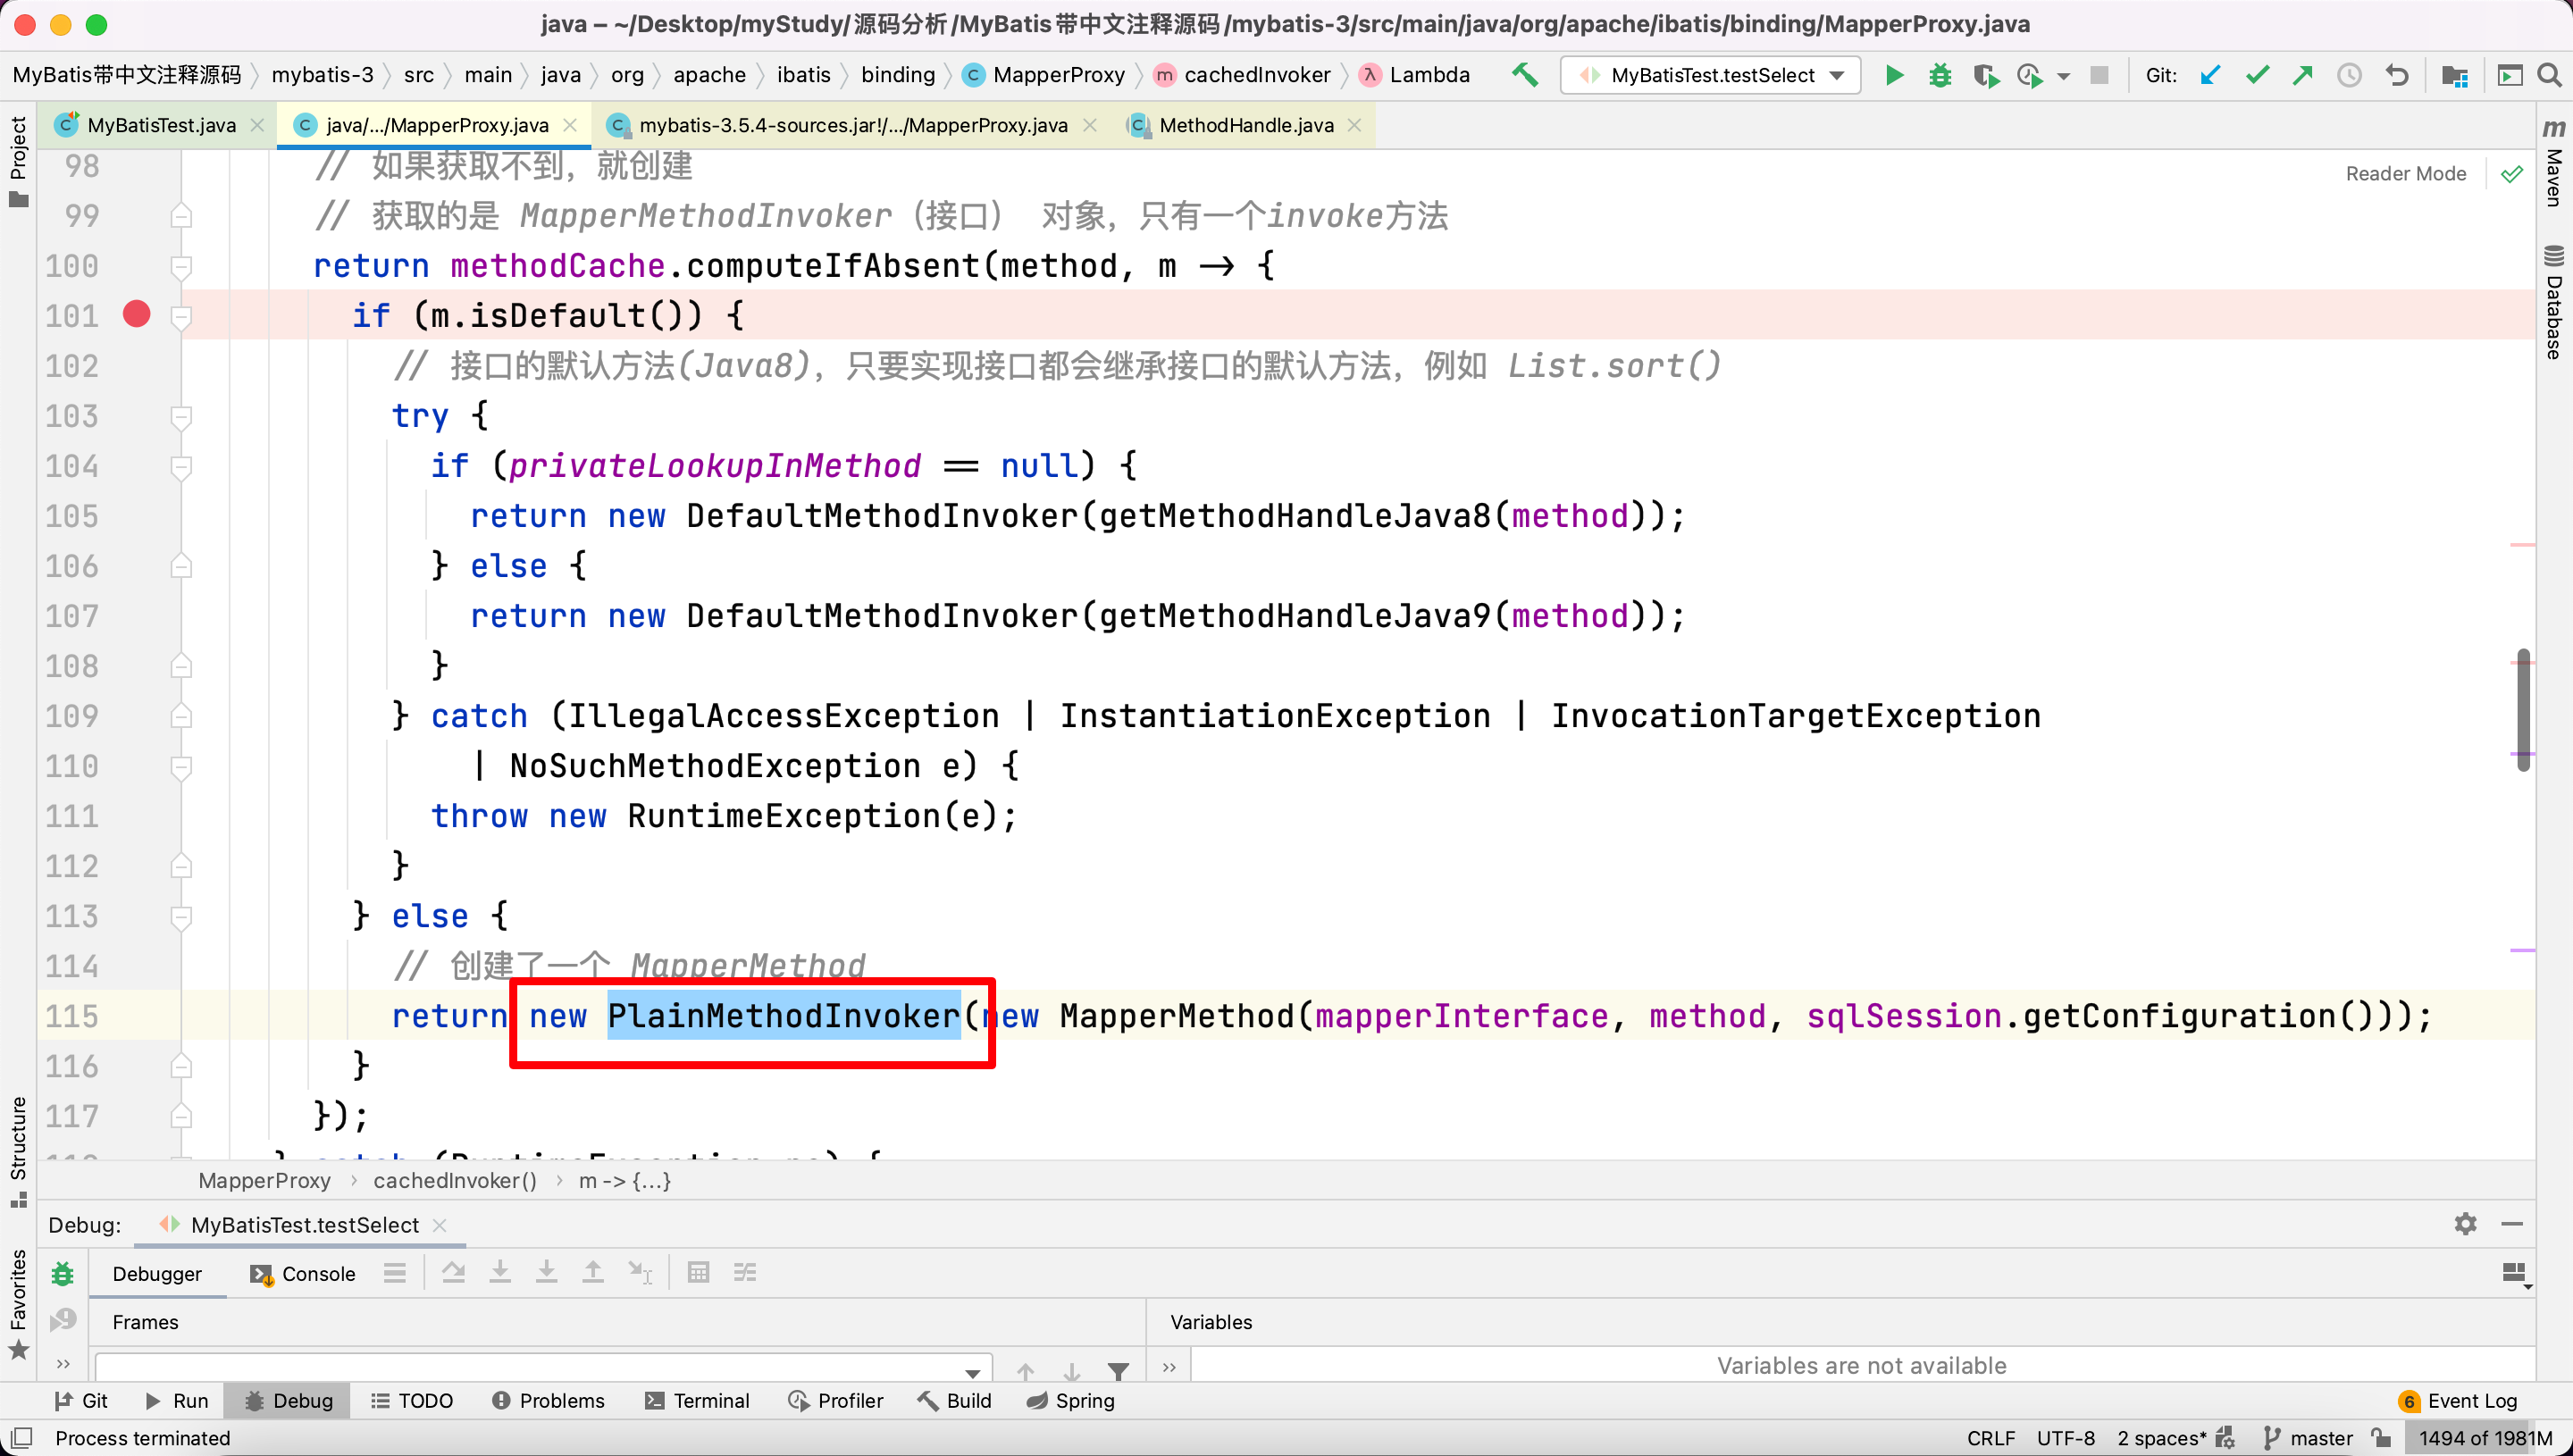 java – ~/Desktop/myStudy/源码分析/MyBatis带中文注释源码/mybatis-3/src/main/java/org/apache/ibatis/binding/MapperProxy.java
MyBatis带中文注释源码 mybatis-3 src main java org apache ibatis binding C MapperProxy m cachedInvoker λ Lambda MyBatisTest.testSelect Git:
MyBatisTest.java java/.../MapperProxy.java mybatis-3.5.4-sources.jar!/.../MapperProxy.java MethodHandle.java
Project
Structure
Favorites
Maven
Database
Reader Mode
98 // 如果获取不到，就创建
99 // 获取的是 MapperMethodInvoker（接口） 对象，只有一个invoke方法
100 return methodCache.computeIfAbsent(method, m -> {
101 if (m.isDefault()) {
102 // 接口的默认方法(Java8)，只要实现接口都会继承接口的默认方法，例如 List.sort()
103 try {
104 if (privateLookupInMethod == null) {
105 return new DefaultMethodInvoker(getMethodHandleJava8(method));
106 } else {
107 return new DefaultMethodInvoker(getMethodHandleJava9(method));
108 }
109 } catch (IllegalAccessException | InstantiationException | InvocationTargetException
110 | NoSuchMethodException e) {
111 throw new RuntimeException(e);
112 }
113 } else {
114 // 创建了一个 MapperMethod
115 return new PlainMethodInvoker(new MapperMethod(mapperInterface, method, sqlSession.getConfiguration()));
116 }
117 });
MapperProxy › cachedInvoker() › m -> {...}
Debug: MyBatisTest.testSelect
Debugger Console
Frames
Variables
Variables are not available
Git Run Debug TODO Problems Terminal Profiler Build Spring 6 Event Log
Process terminated CRLF UTF-8 2 spaces* master 1494 of 1981M